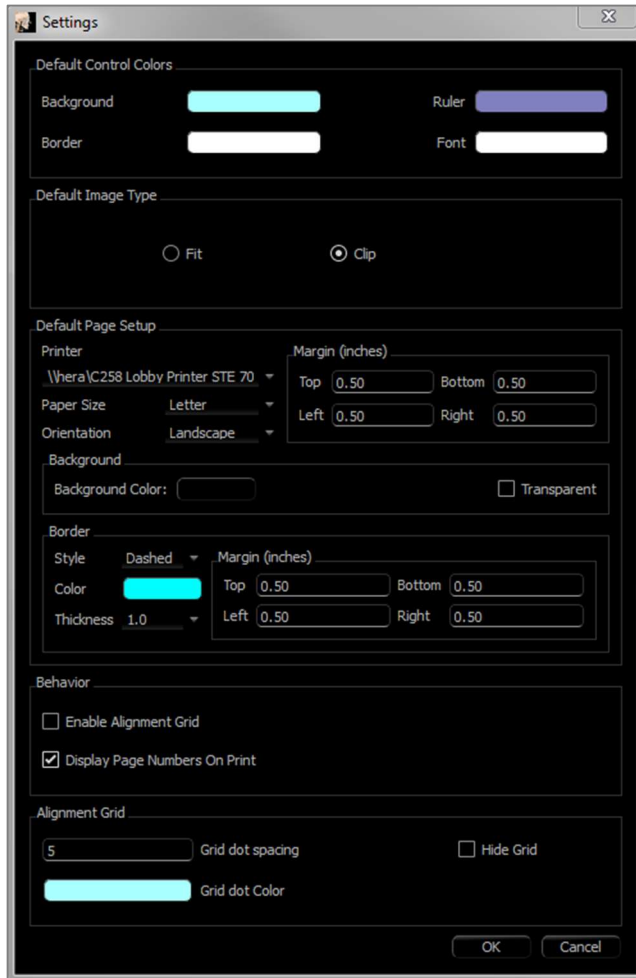 Settings
Default Control Colors
Background Ruler
Border Font
Default Image Type
Fit Clip
Default Page Setup
Printer
\\hera\C258 Lobby Printer STE 70
Paper Size Letter
Orientation Landscape
Margin (inches)
Top 0.50 Bottom 0.50
Left 0.50 Right 0.50
Background
Background Color: Transparent
Border
Style Dashed
Color
Thickness 1.0
Margin (inches)
Top 0.50 Bottom 0.50
Left 0.50 Right 0.50
Behavior
Enable Alignment Grid
Display Page Numbers On Print
Alignment Grid
5 Grid dot spacing Hide Grid
Grid dot Color
OK Cancel